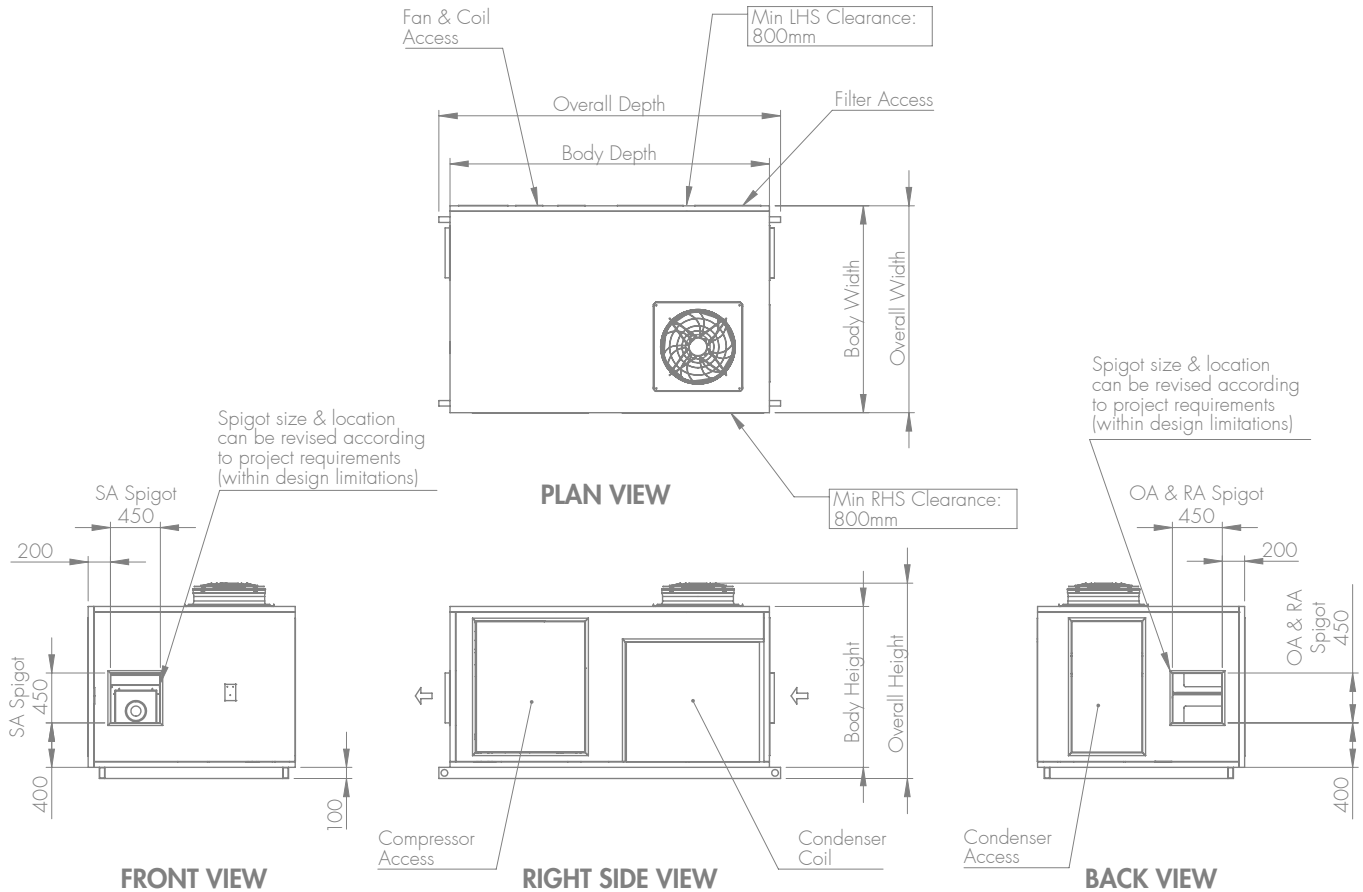 Fan & Coil
Access
Min LHS Clearance:
800mm
Overall Depth
Filter Access
Body Depth
Body Width
Overall Width
Spigot size & location
can be revised according
to project requirements
(within design limitations)
PLAN VIEW
Min RHS Clearance:
800mm
Spigot size & location
can be revised according
to project requirements
(within design limitations)
SA Spigot
450
200
SA Spigot
450
400
100
FRONT VIEW
Body Height
Overall Height
Compressor
Access
Condenser
Coil
RIGHT SIDE VIEW
OA & RA Spigot
450
200
OA & RA
Spigot
450
400
Condenser
Access
BACK VIEW